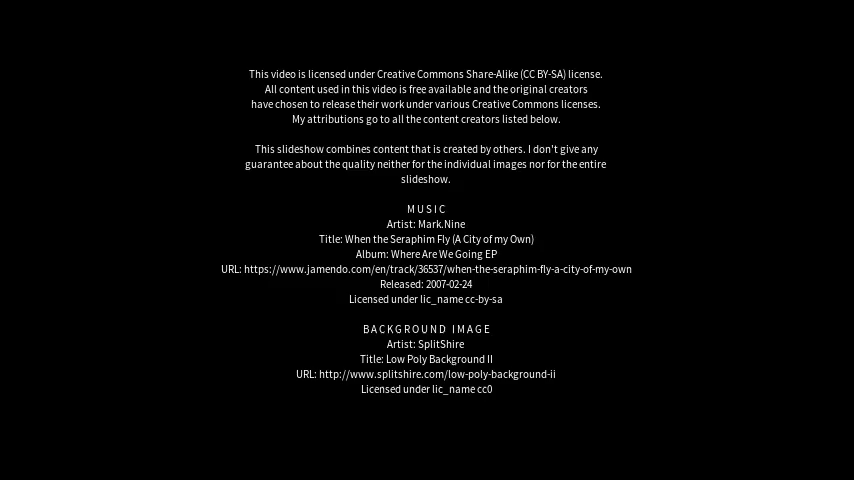 This video is licensed under Creative Commons Share-Alike (CC BY-SA) license.
All content used in this video is free available and the original creators
have chosen to release their work under various Creative Commons licenses.
My attributions go to all the content creators listed below.
This slideshow combines content that is created by others. I don't give any
guarantee about the quality neither for the individual images nor for the entire
slideshow.
MUSIC
Artist: Mark.Nine
Title: When the Seraphim Fly (A City of my Own)
Album: Where Are We Going EP
URL: https://www.jamendo.com/en/track/36537/when-the-seraphim-fly-a-city-of-my-own
Released: 2007-02-24
Licensed under lic_name cc-by-sa
BACKGROUND IMAGE
Artist: SplitShire
Title: Low Poly Background II
URL: http://www.splitshire.com/low-poly-background-ii
Licensed under lic_name cc0